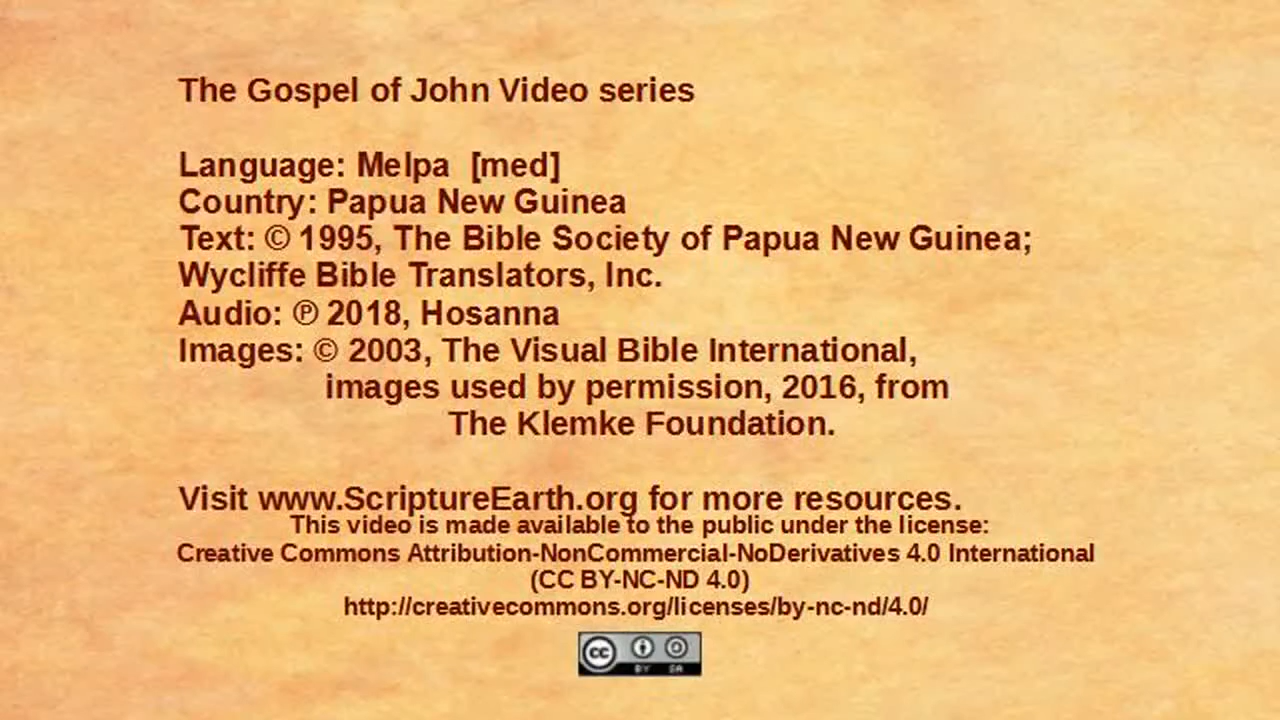 The Gospel of John Video series
Language: Melpa [med]
Country: Papua New Guinea
Text: © 1995, The Bible Society of Papua New Guinea;
Wycliffe Bible Translators, Inc.
Audio: ℗ 2018, Hosanna
Images: © 2003, The Visual Bible International,
images used by permission, 2016, from
The Klemke Foundation.
Visit www.ScriptureEarth.org for more resources.
This video is made available to the public under the license:
Creative Commons Attribution-NonCommercial-NoDerivatives 4.0 International
(CC BY-NC-ND 4.0)
http://creativecommons.org/licenses/by-nc-nd/4.0/
cc BY SA